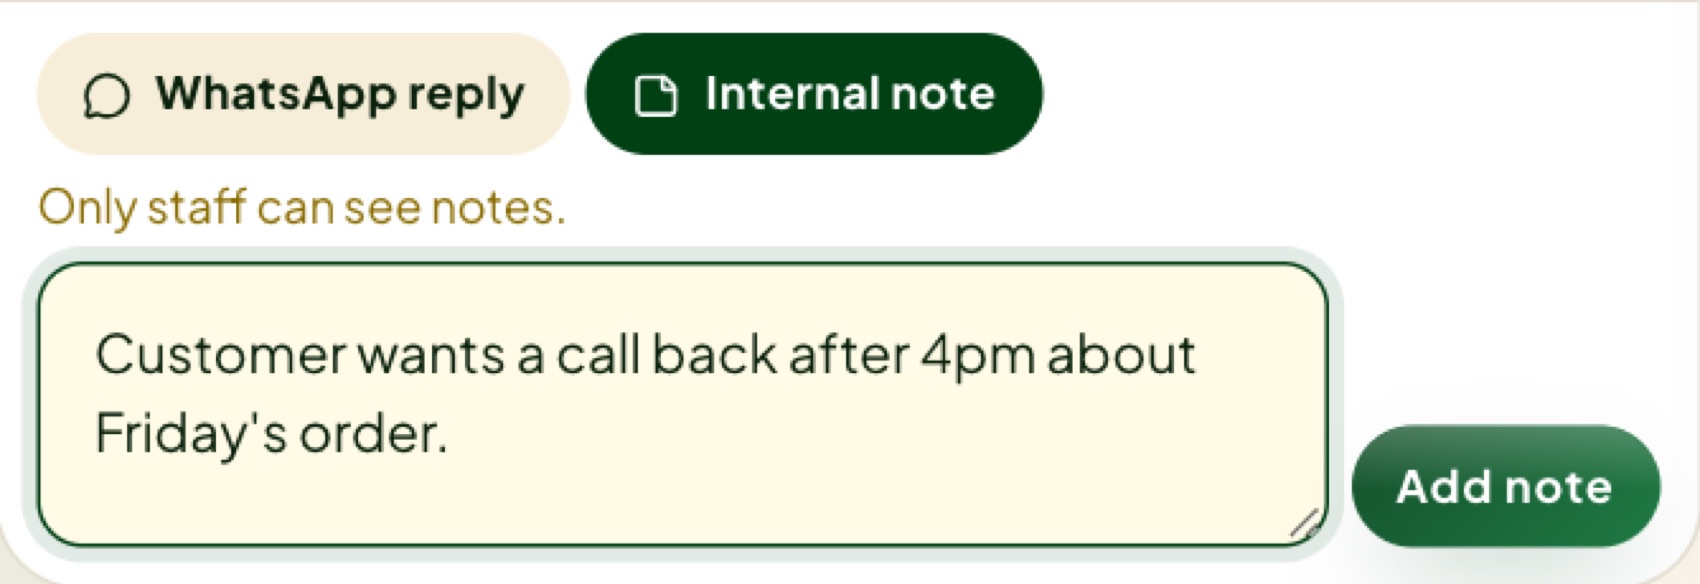 WhatsApp reply Internal note
Only staff can see notes.
Customer wants a call back after 4pm about
Friday's order.
Add note